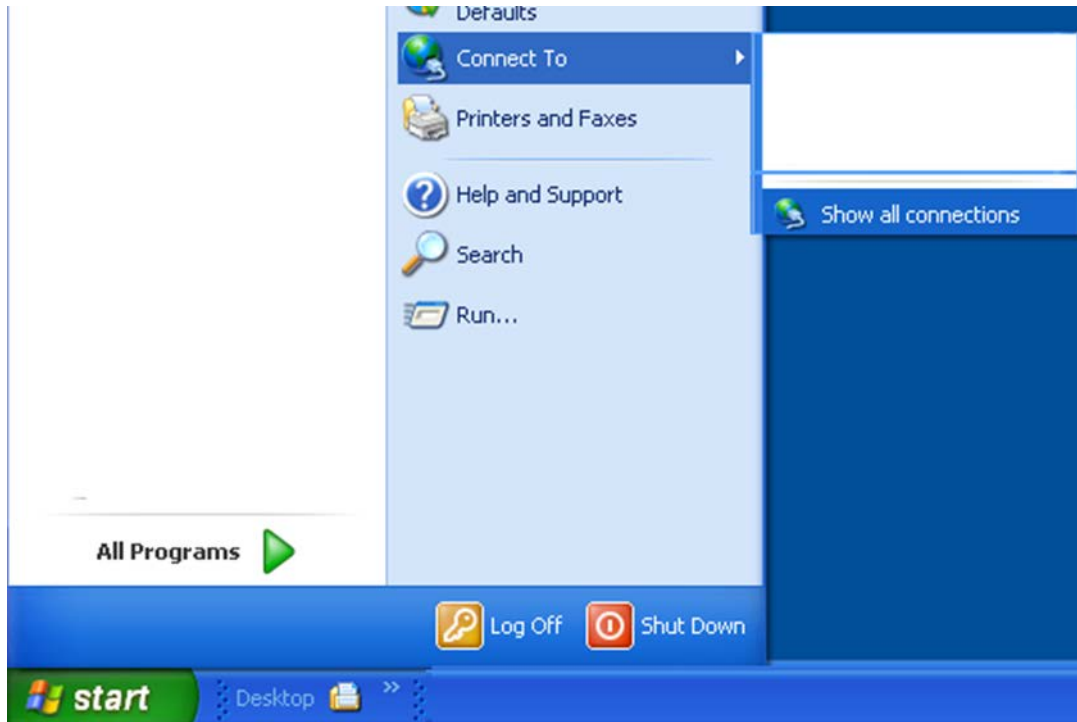 Defaults
Connect To
Printers and Faxes
Help and Support
Show all connections
Search
Run...
All Programs
Log Off
Shut Down
start
Desktop »